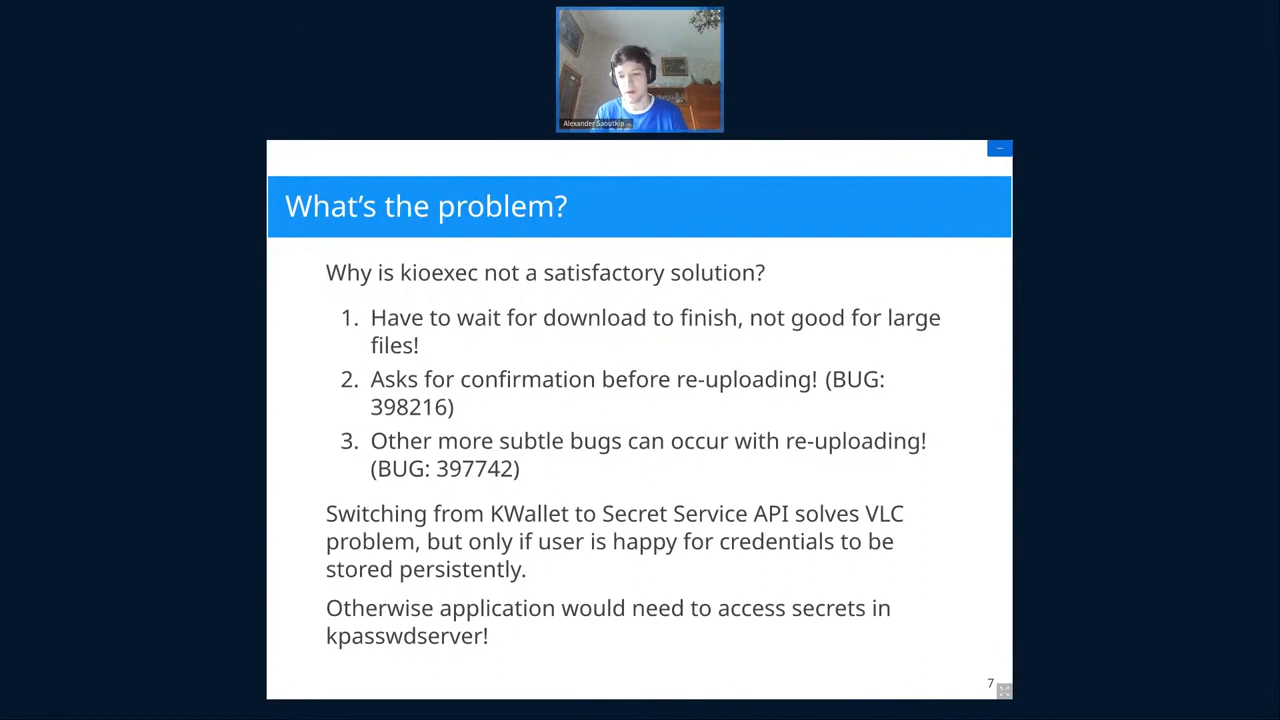 Alexander Saoutkin
What's the problem?
Why is kioexec not a satisfactory solution?
1. Have to wait for download to finish, not good for large
files!
2. Asks for confirmation before re-uploading! (BUG:
398216)
3. Other more subtle bugs can occur with re-uploading!
(BUG: 397742)
Switching from KWallet to Secret Service API solves VLC
problem, but only if user is happy for credentials to be
stored persistently.
Otherwise application would need to access secrets in
kpasswdserver!
7